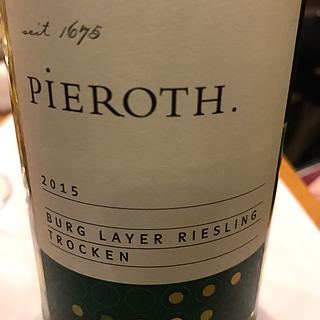 seit 1675
PiEROTH.
2015
BURG LAYER RIESLING
TROCKEN